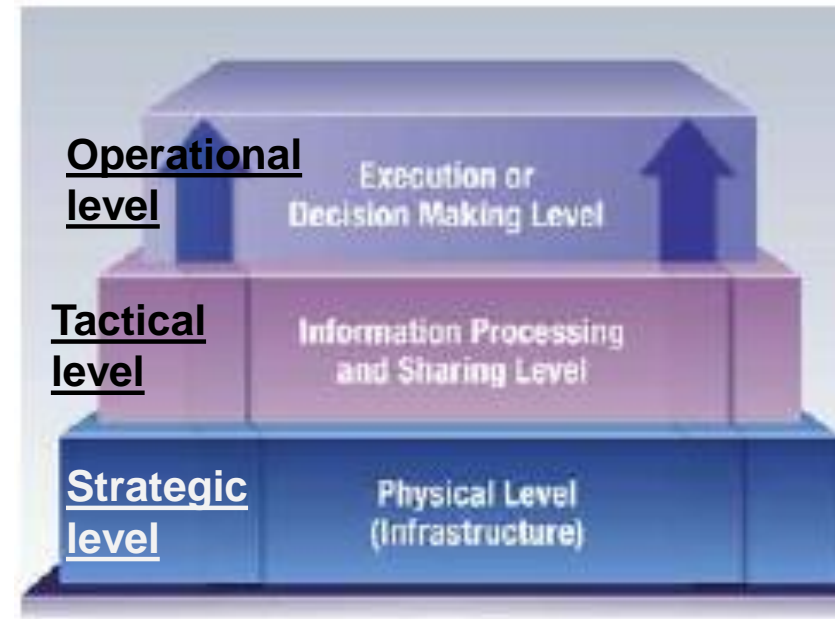 Operational
level
Execution or
Decision Making Level
Tactical
level
Information Processing
and Sharing Level
Strategic
level
Physical Level
(Infrastructure)